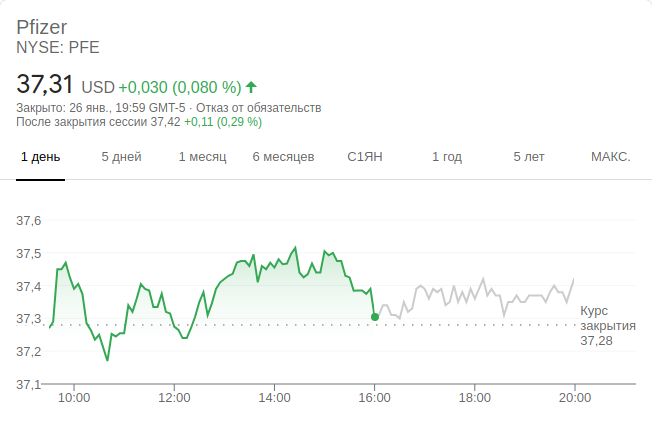 Pfizer
NYSE: PFE
37,31 USD +0,030 (0,080 %)
Закрыто: 26 янв., 19:59 GMT-5 · Отказ от обязательств
После закрытия сессии 37,42 +0,11 (0,29 %)
1 день 5 дней 1 месяц 6 месяцев С1ЯН 1 год 5 лет МАКС.
37,6
37,5
37,4
37,3
37,2
37,1
Курс
закрытия
37,28
10:00 12:00 14:00 16:00 18:00 20:00